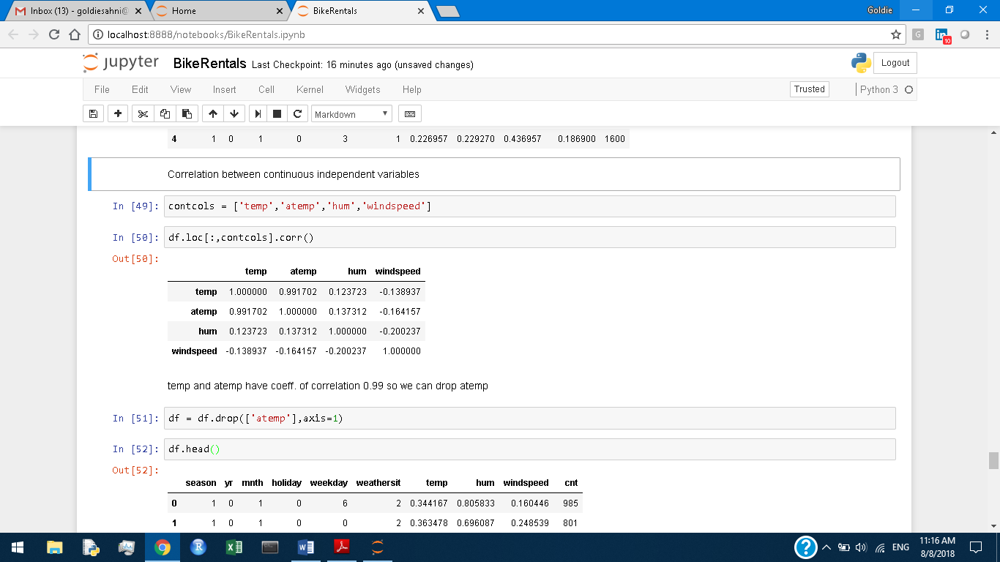 Inbox (13) - goldiesahni@ Home BikeRentals Goldie
localhost:8888/notebooks/BikeRentals.ipynb G in 10
jupyter BikeRentals Last Checkpoint: 16 minutes ago (unsaved changes) Logout
File Edit View Insert Cell Kernel Widgets Help Trusted Python 3
Markdown
4 1 0 1 0 3 1 0.226957 0.229270 0.436957 0.186900 1600
Correlation between continuous independent variables
In [49]: contcols = ['temp','atemp','hum','windspeed']
In [50]: df.loc[:,contcols].corr()
Out[50]:
temp atemp hum windspeed
temp 1.000000 0.991702 0.123723 -0.138937
atemp 0.991702 1.000000 0.137312 -0.164157
hum 0.123723 0.137312 1.000000 -0.200237
windspeed -0.138937 -0.164157 -0.200237 1.000000
temp and atemp have coeff. of correlation 0.99 so we can drop atemp
In [51]: df = df.drop(['atemp'],axis=1)
In [52]: df.head()
Out[52]:
season yr mnth holiday weekday weathersit temp hum windspeed cnt
0 1 0 1 0 6 2 0.344167 0.805833 0.160446 985
1 1 0 1 0 0 2 0.363478 0.696087 0.248539 801
R W ? ENG 11:16 AM
8/8/2018